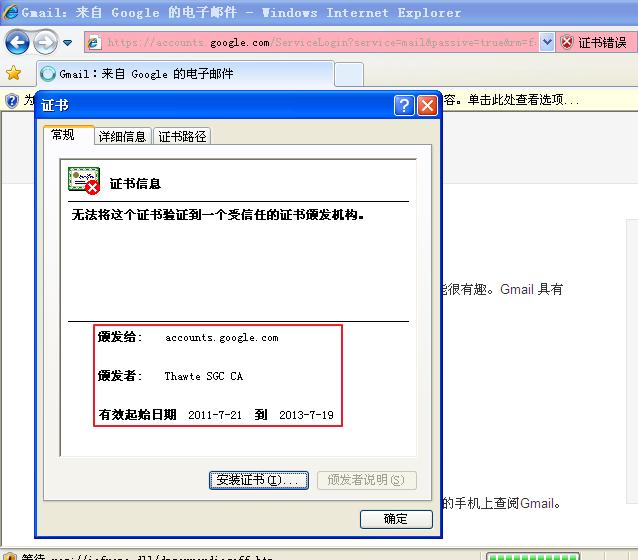 Gmail: 来自 Google 的电子邮件 - Windows Internet Explorer
https://accounts.google.com/ServiceLogin?service=mail&passive=true&rm=f 证书错误
Gmail：来自 Google 的电子邮件
为 容。单击此处查看选项...
证书
常规 详细信息 证书路径
证书信息
无法将这个证书验证到一个受信任的证书颁发机构。
能很有趣。Gmail 具有
颁发给： accounts.google.com
颁发者： Thawte SGC CA
有效起始日期 2011-7-21 到 2013-7-19
安装证书(I)... 颁发者说明(S)
的手机上查阅Gmail。
确定
等待